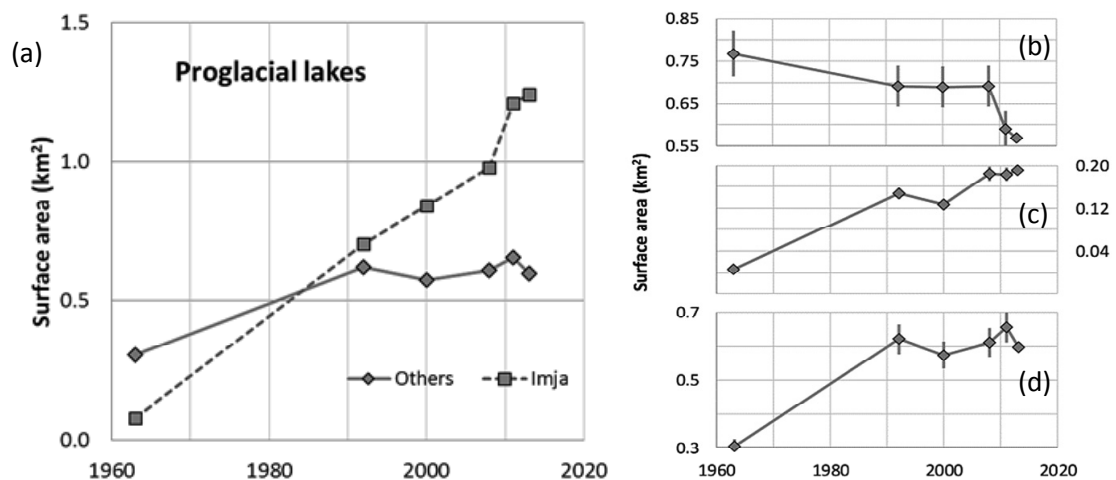 (a)
Proglacial lakes
Surface area (km²)
1.5
1.0
0.5
0.0
Others
Imja
1960
1980
2000
2020
Surface area (km²)
0.85
0.75
0.65
0.55
(b)
0.20
0.12
0.04
(c)
0.7
0.5
0.3
(d)
1960
1980
2000
2020